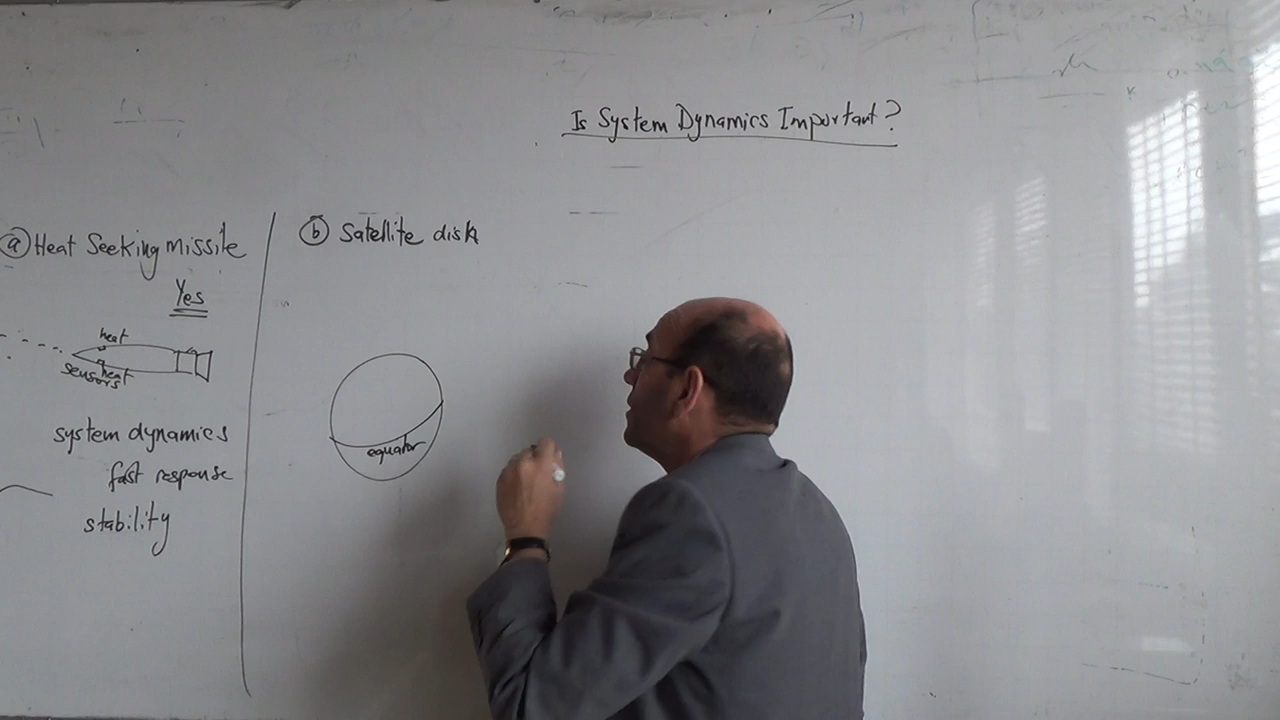 Is System Dynamics Important?
ⓐ Heat Seeking missile
Yes
heat
sensors
heat
system dynamics
fast response
stability
ⓑ Satellite disk
equator